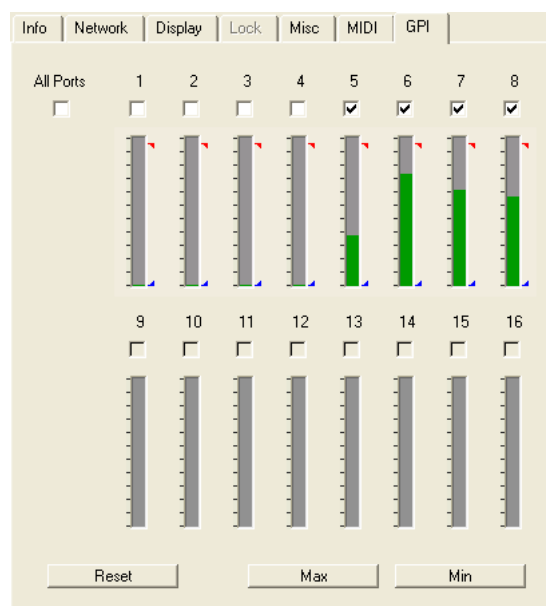 Info Network Display Lock Misc MIDI GPI
All Ports 1 2 3 4 5 6 7 8
9 10 11 12 13 14 15 16
Reset Max Min